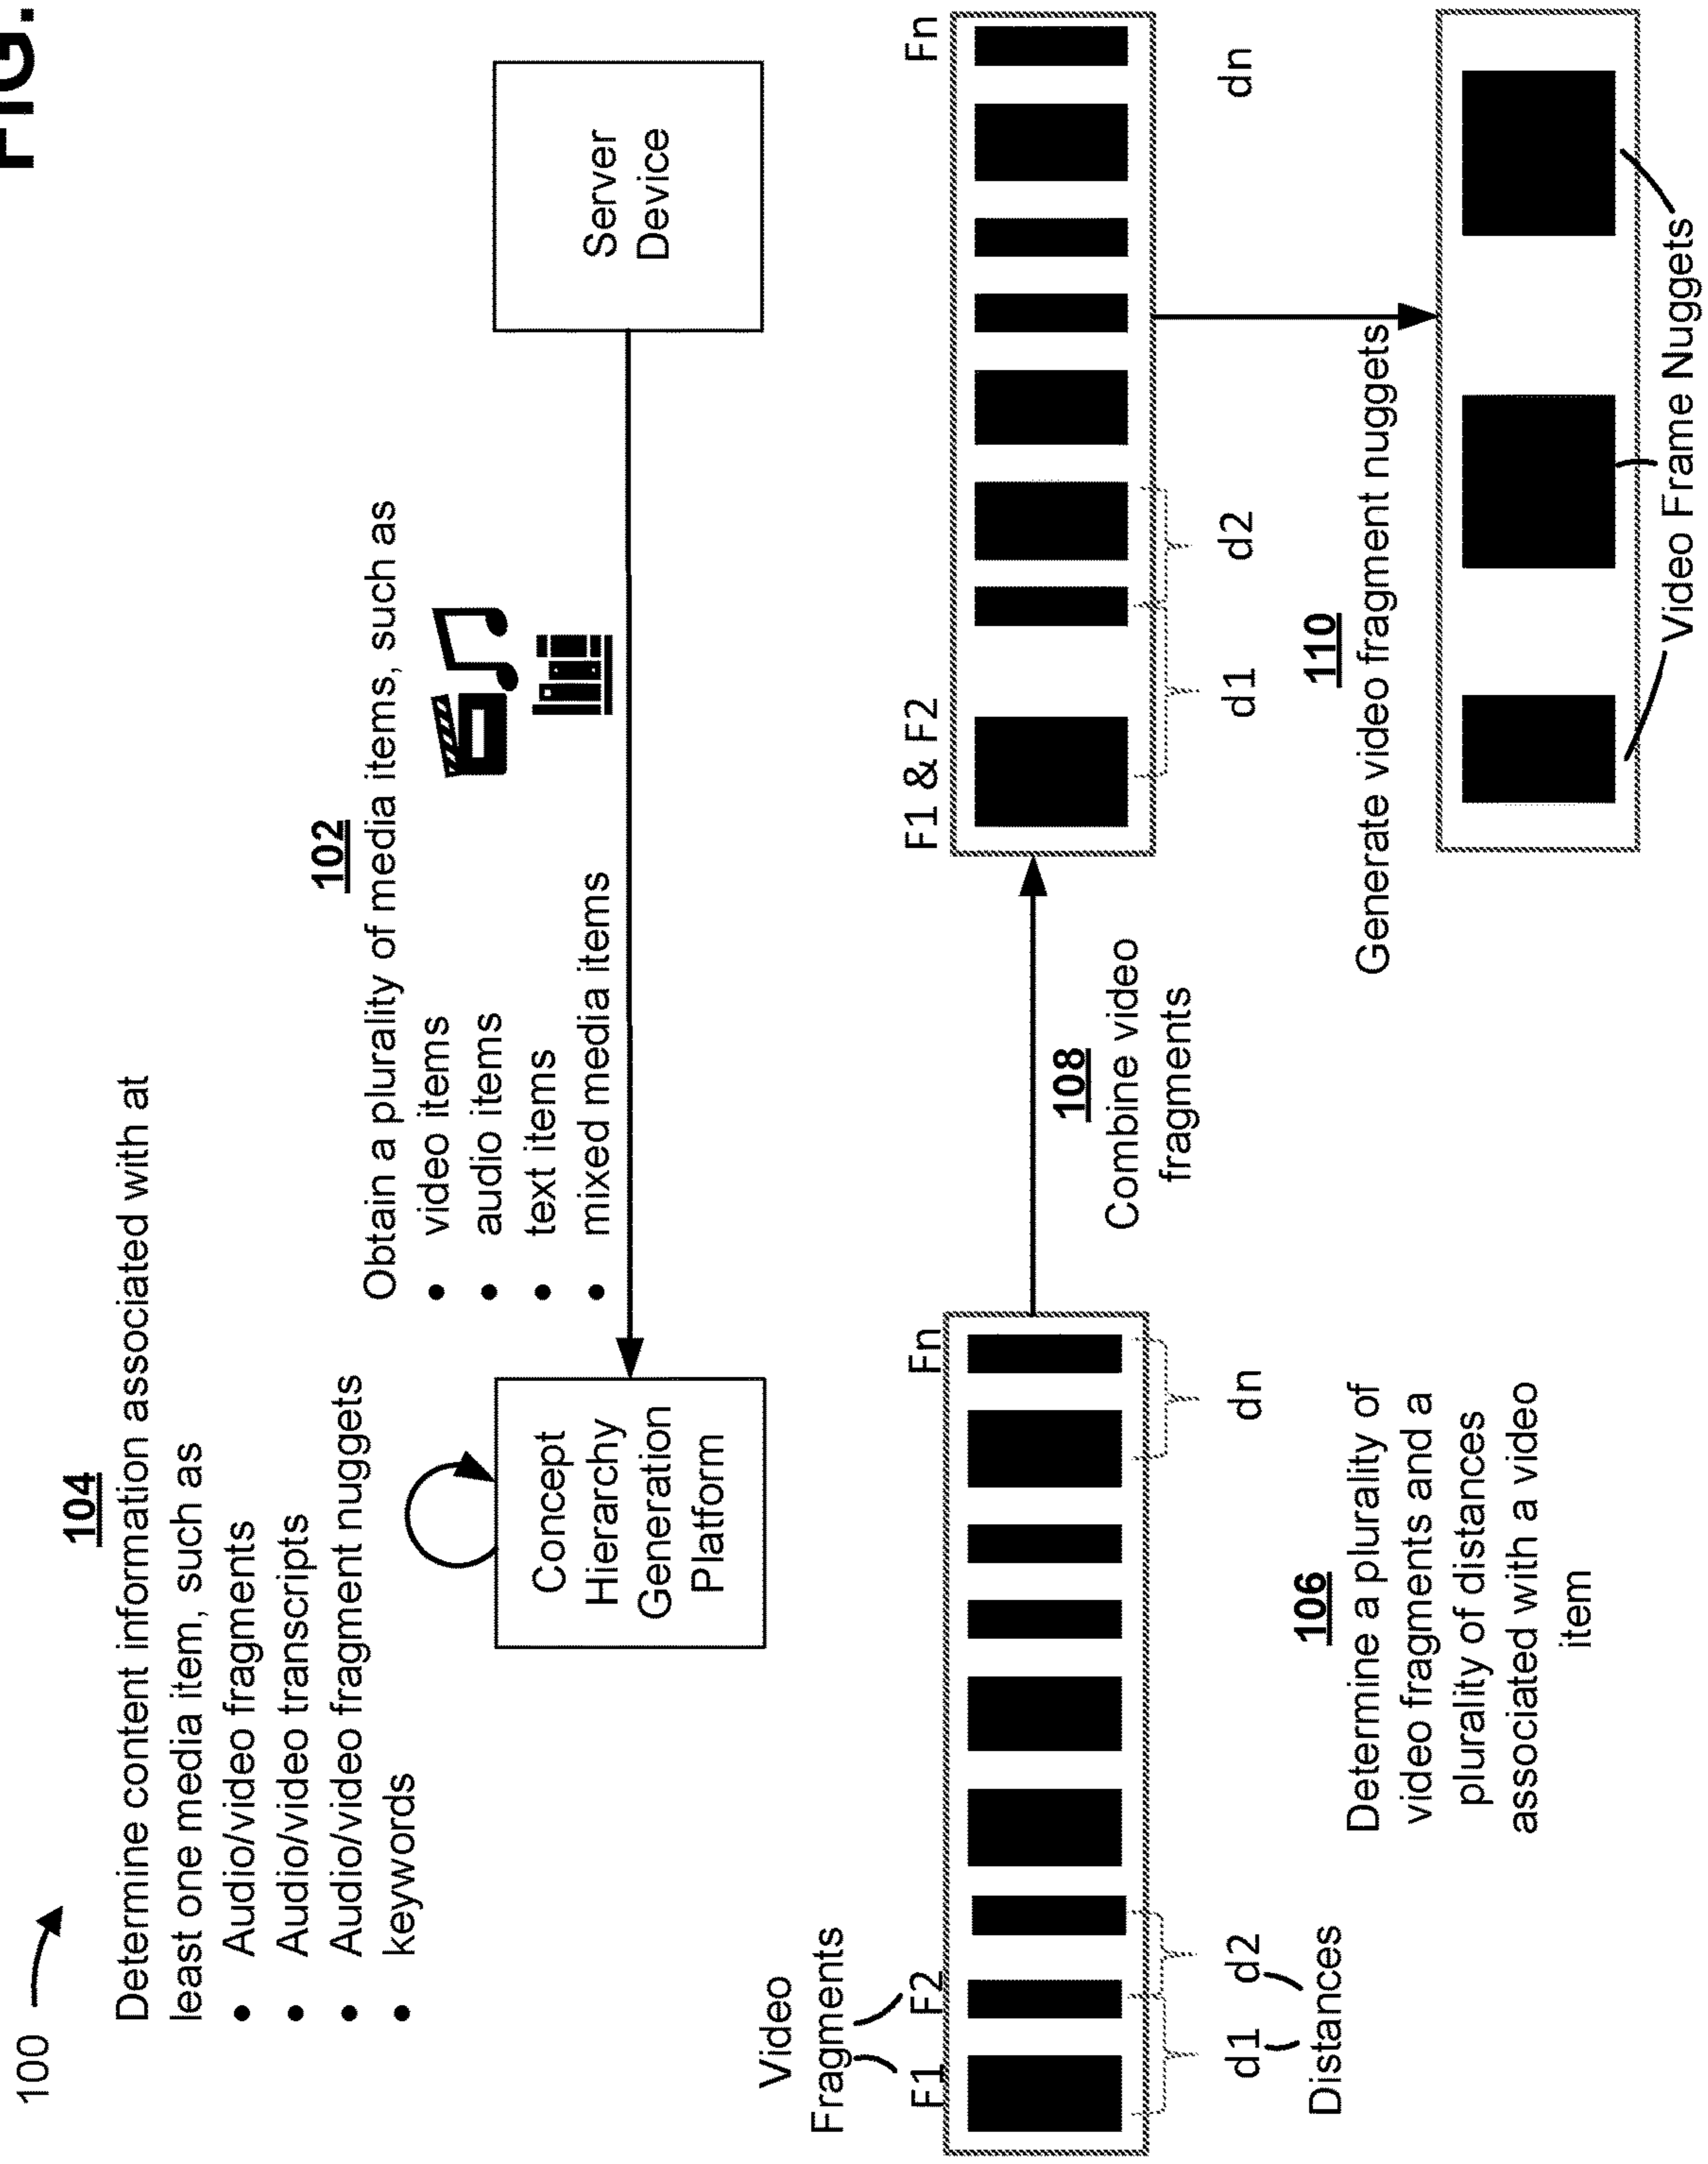 FIG.
100
104
Determine content information associated with at
least one media item, such as
• Audio/video fragments
• Audio/video transcripts
• Audio/video fragment nuggets
• keywords
102
Obtain a plurality of media items, such as
• video items
• audio items
• text items
• mixed media items
Concept
Hierarchy
Generation
Platform
Server
Device
Video
Fragments
F1 F2 Fn
d1 d2 dn
Distances
106
Determine a plurality of
video fragments and a
plurality of distances
associated with a video
item
108
Combine video
fragments
F1 & F2 Fn
d1 d2 dn
110
Generate video fragment nuggets
Video Frame Nuggets